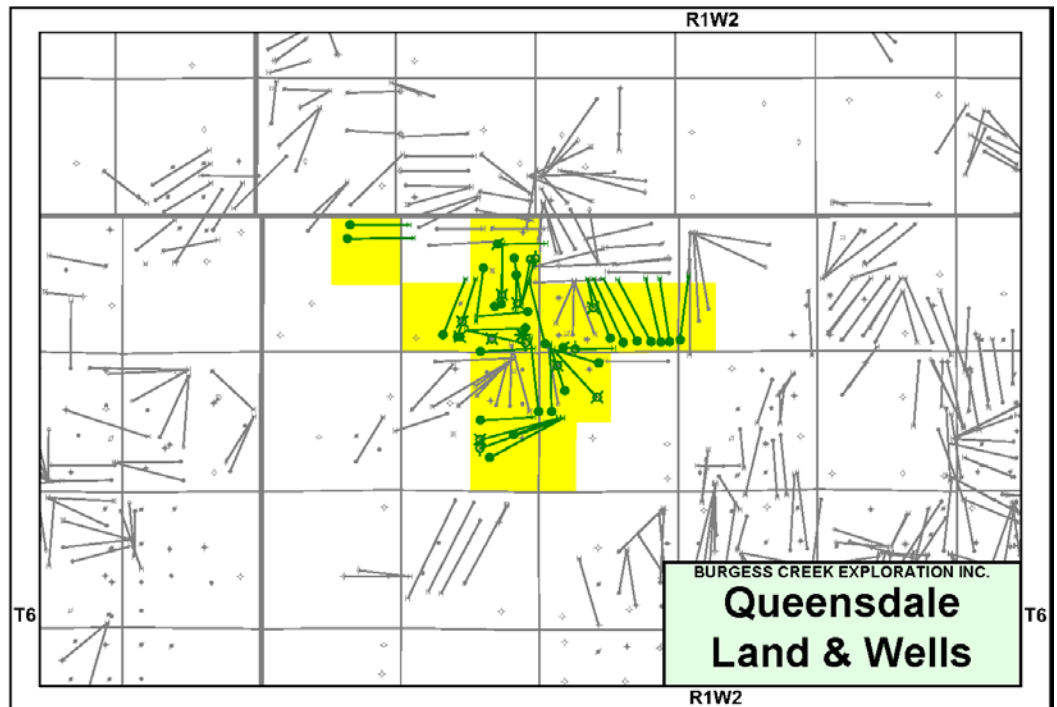 R1W2
T6
T6
BURGESS CREEK EXPLORATION INC.
Queensdale
Land & Wells
R1W2